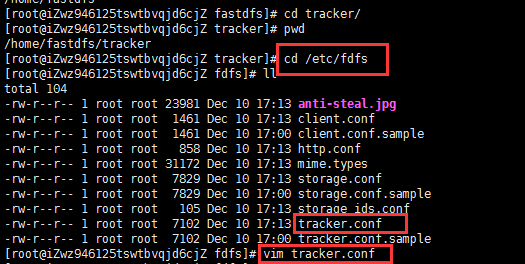 /home/fastdfs
[root@iZwz946125tswtbvqjd6cjZ fastdfs]# cd tracker/
[root@iZwz946125tswtbvqjd6cjZ tracker]# pwd
/home/fastdfs/tracker
[root@iZwz946125tswtbvqjd6cjZ tracker]# cd /etc/fdfs
[root@iZwz946125tswtbvqjd6cjZ fdfs]# ll
total 104
-rw-r--r-- 1 root root 23981 Dec 10 17:13 anti-steal.jpg
-rw-r--r-- 1 root root  1461 Dec 10 17:13 client.conf
-rw-r--r-- 1 root root  1461 Dec 10 17:00 client.conf.sample
-rw-r--r-- 1 root root   858 Dec 10 17:13 http.conf
-rw-r--r-- 1 root root 31172 Dec 10 17:13 mime.types
-rw-r--r-- 1 root root  7829 Dec 10 17:13 storage.conf
-rw-r--r-- 1 root root  7829 Dec 10 17:00 storage.conf.sample
-rw-r--r-- 1 root root   105 Dec 10 17:13 storage_ids.conf
-rw-r--r-- 1 root root  7102 Dec 10 17:13 tracker.conf
-rw-r--r-- 1 root root  7102 Dec 10 17:00 tracker.conf.sample
[root@iZwz946125tswtbvqjd6cjZ fdfs]# vim tracker.conf